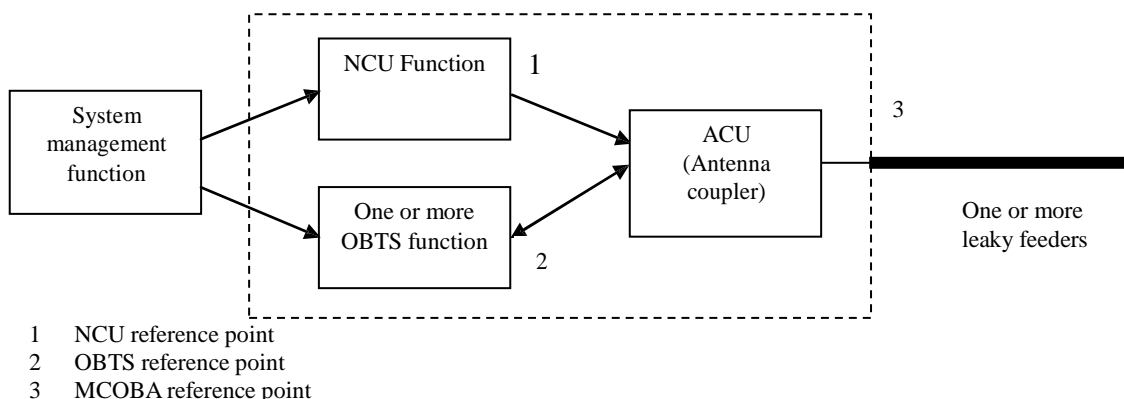 NCU Function
1
System
management
function
3
ACU
(Antenna
coupler)
One or more
OBTS function
2
One or more
leaky feeders
1 NCU reference point
2 OBTS reference point
3 MCOBA reference point